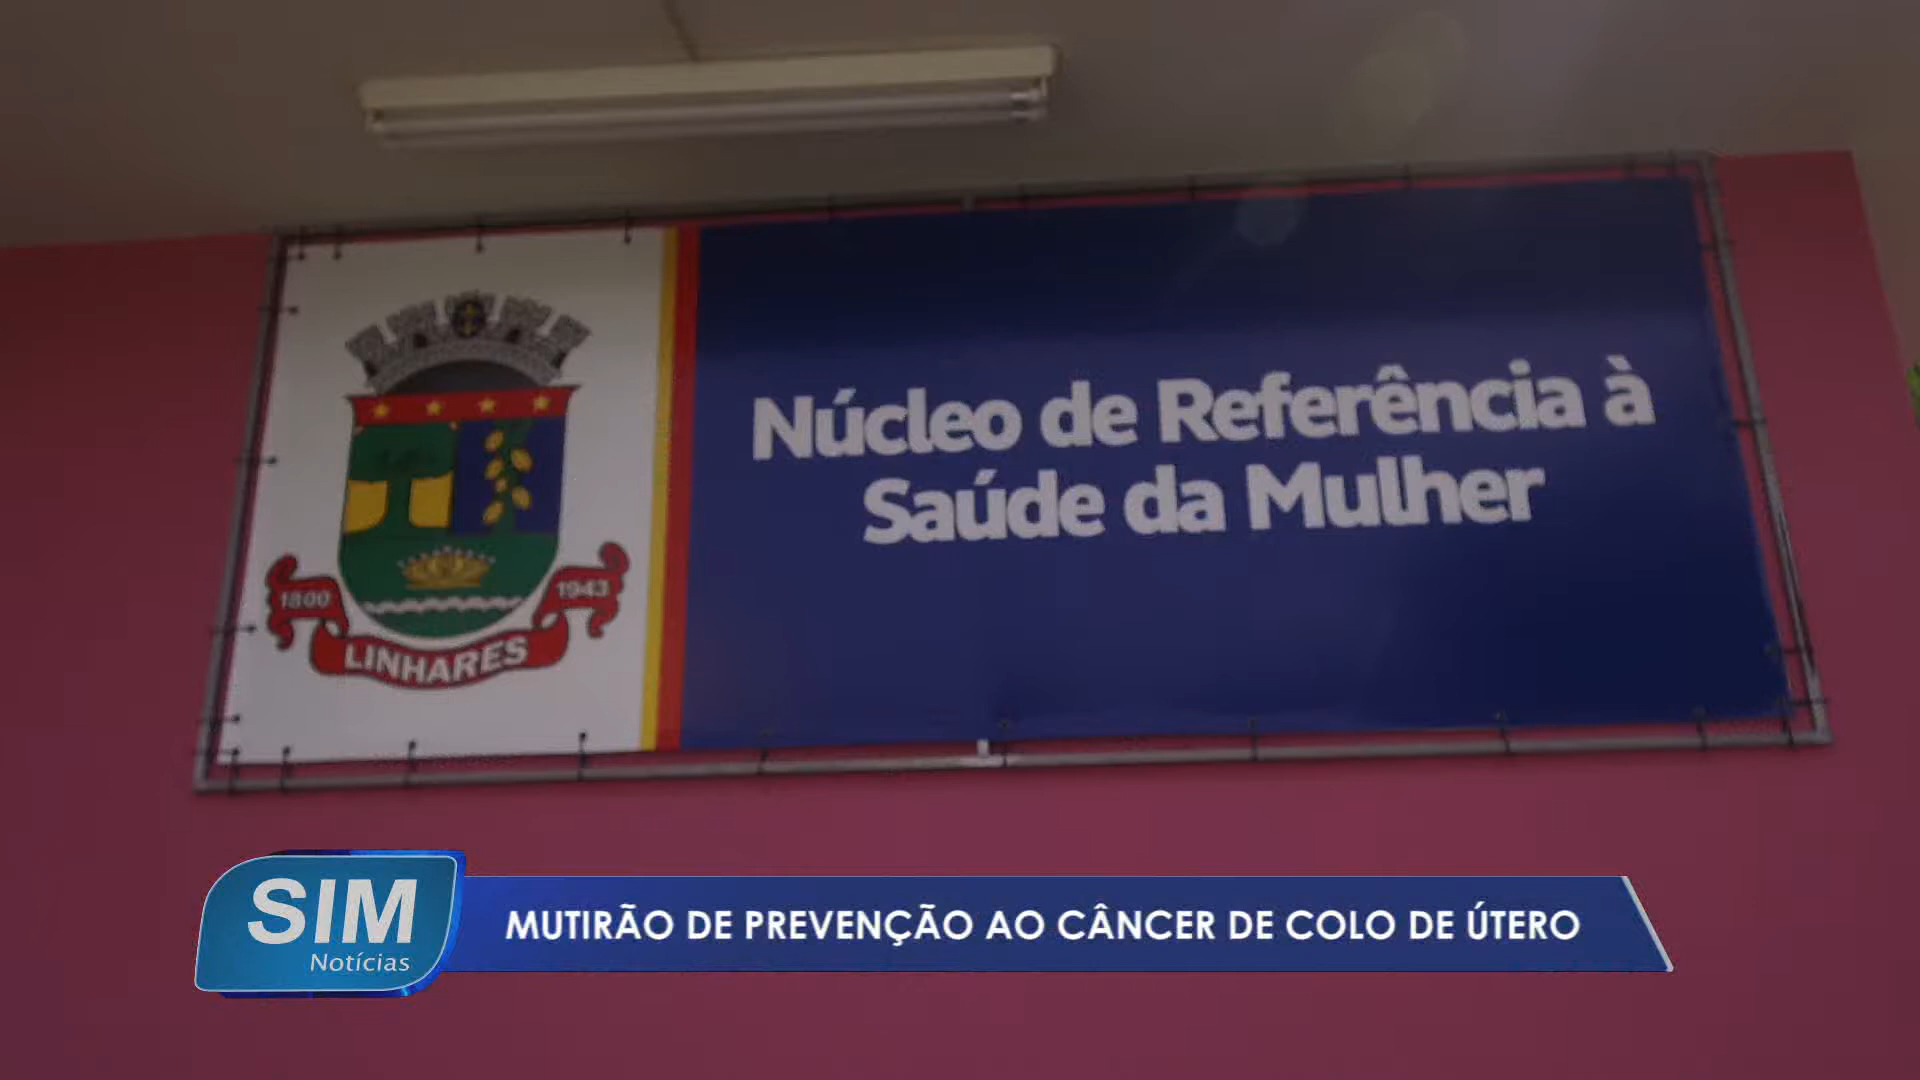 Núcleo de Referência à
Saúde da Mulher
1800
1943
LINHARES
SIM
Notícias
MUTIRÃO DE PREVENÇÃO AO CÂNCER DE COLO DE ÚTERO